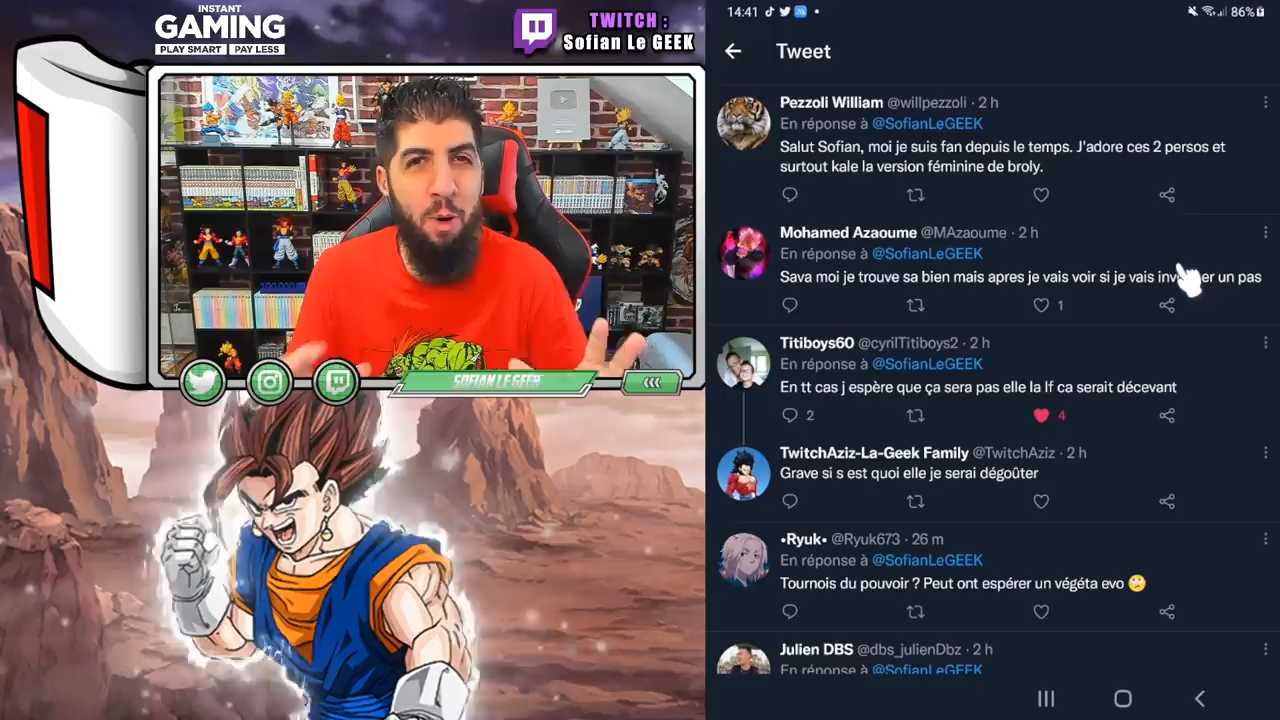 INSTANT
GAMING
PLAY SMART | PAY LESS
TWITCH :
Sofian Le GEEK
SOFIAN LE GEEK
14:41
86%
Tweet
Pezzoli William @willpezzoli · 2 h
En réponse à @SofianLeGEEK
Salut Sofian, moi je suis fan depuis le temps. J'adore ces 2 persos et
surtout kale la version féminine de broly.
Mohamed Azaoume @MAzaoume · 2 h
En réponse à @SofianLeGEEK
Sava moi je trouve sa bien mais apres je vais voir si je vais un pas
1
Titiboys60 @cyrilTitiboys2 · 2 h
En réponse à @SofianLeGEEK
En tt cas j espère que ça sera pas elle la lf ca serait décevant
2 4
TwitchAziz-La-Geek Family @TwitchAziz · 2 h
Grave si s est quoi elle je serai dégoûter
•Ryuk• @Ryuk673 · 26 m
En réponse à @SofianLeGEEK
Tournois du pouvoir ? Peut ont espérer un végéta evo 🙄
Julien DBS @dbs_julienDbz · 2 h
En réponse à @SofianLeGEEK